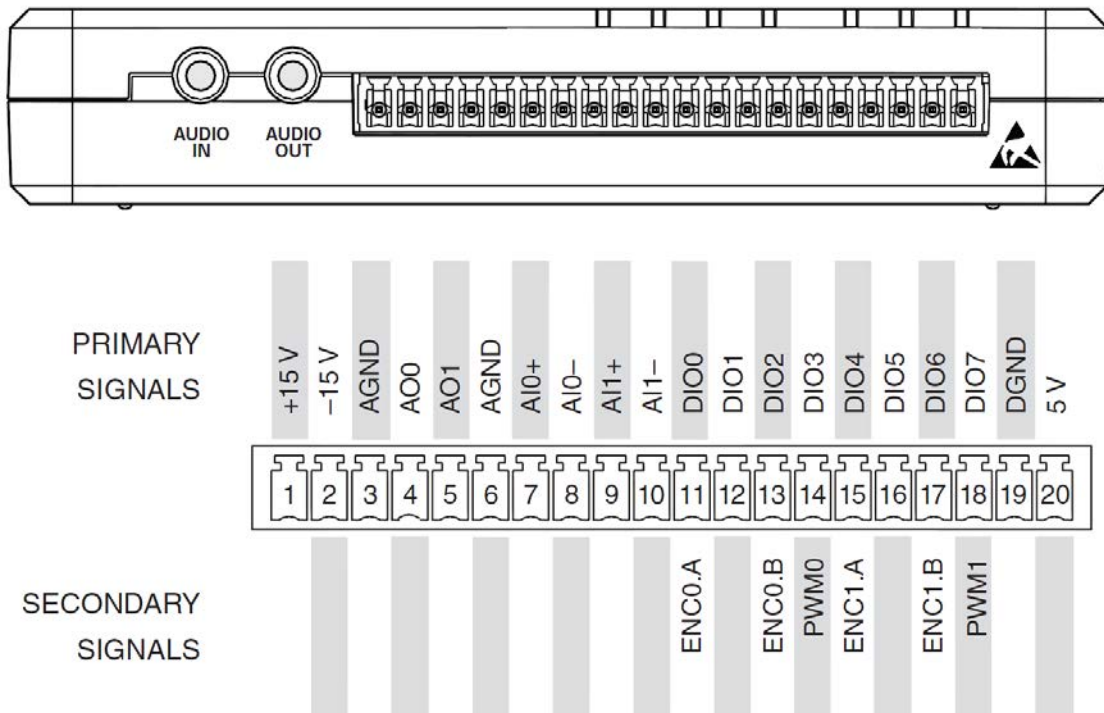 AUDIO IN
AUDIO OUT
PRIMARY SIGNALS
+15 V
–15 V
AGND
AO0
AO1
AGND
AI0+
AI0–
AI1+
AI1–
DIO0
DIO1
DIO2
DIO3
DIO4
DIO5
DIO6
DIO7
DGND
5 V
1 2 3 4 5 6 7 8 9 10 11 12 13 14 15 16 17 18 19 20
SECONDARY SIGNALS
ENC0.A
ENC0.B
PWM0
ENC1.A
ENC1.B
PWM1